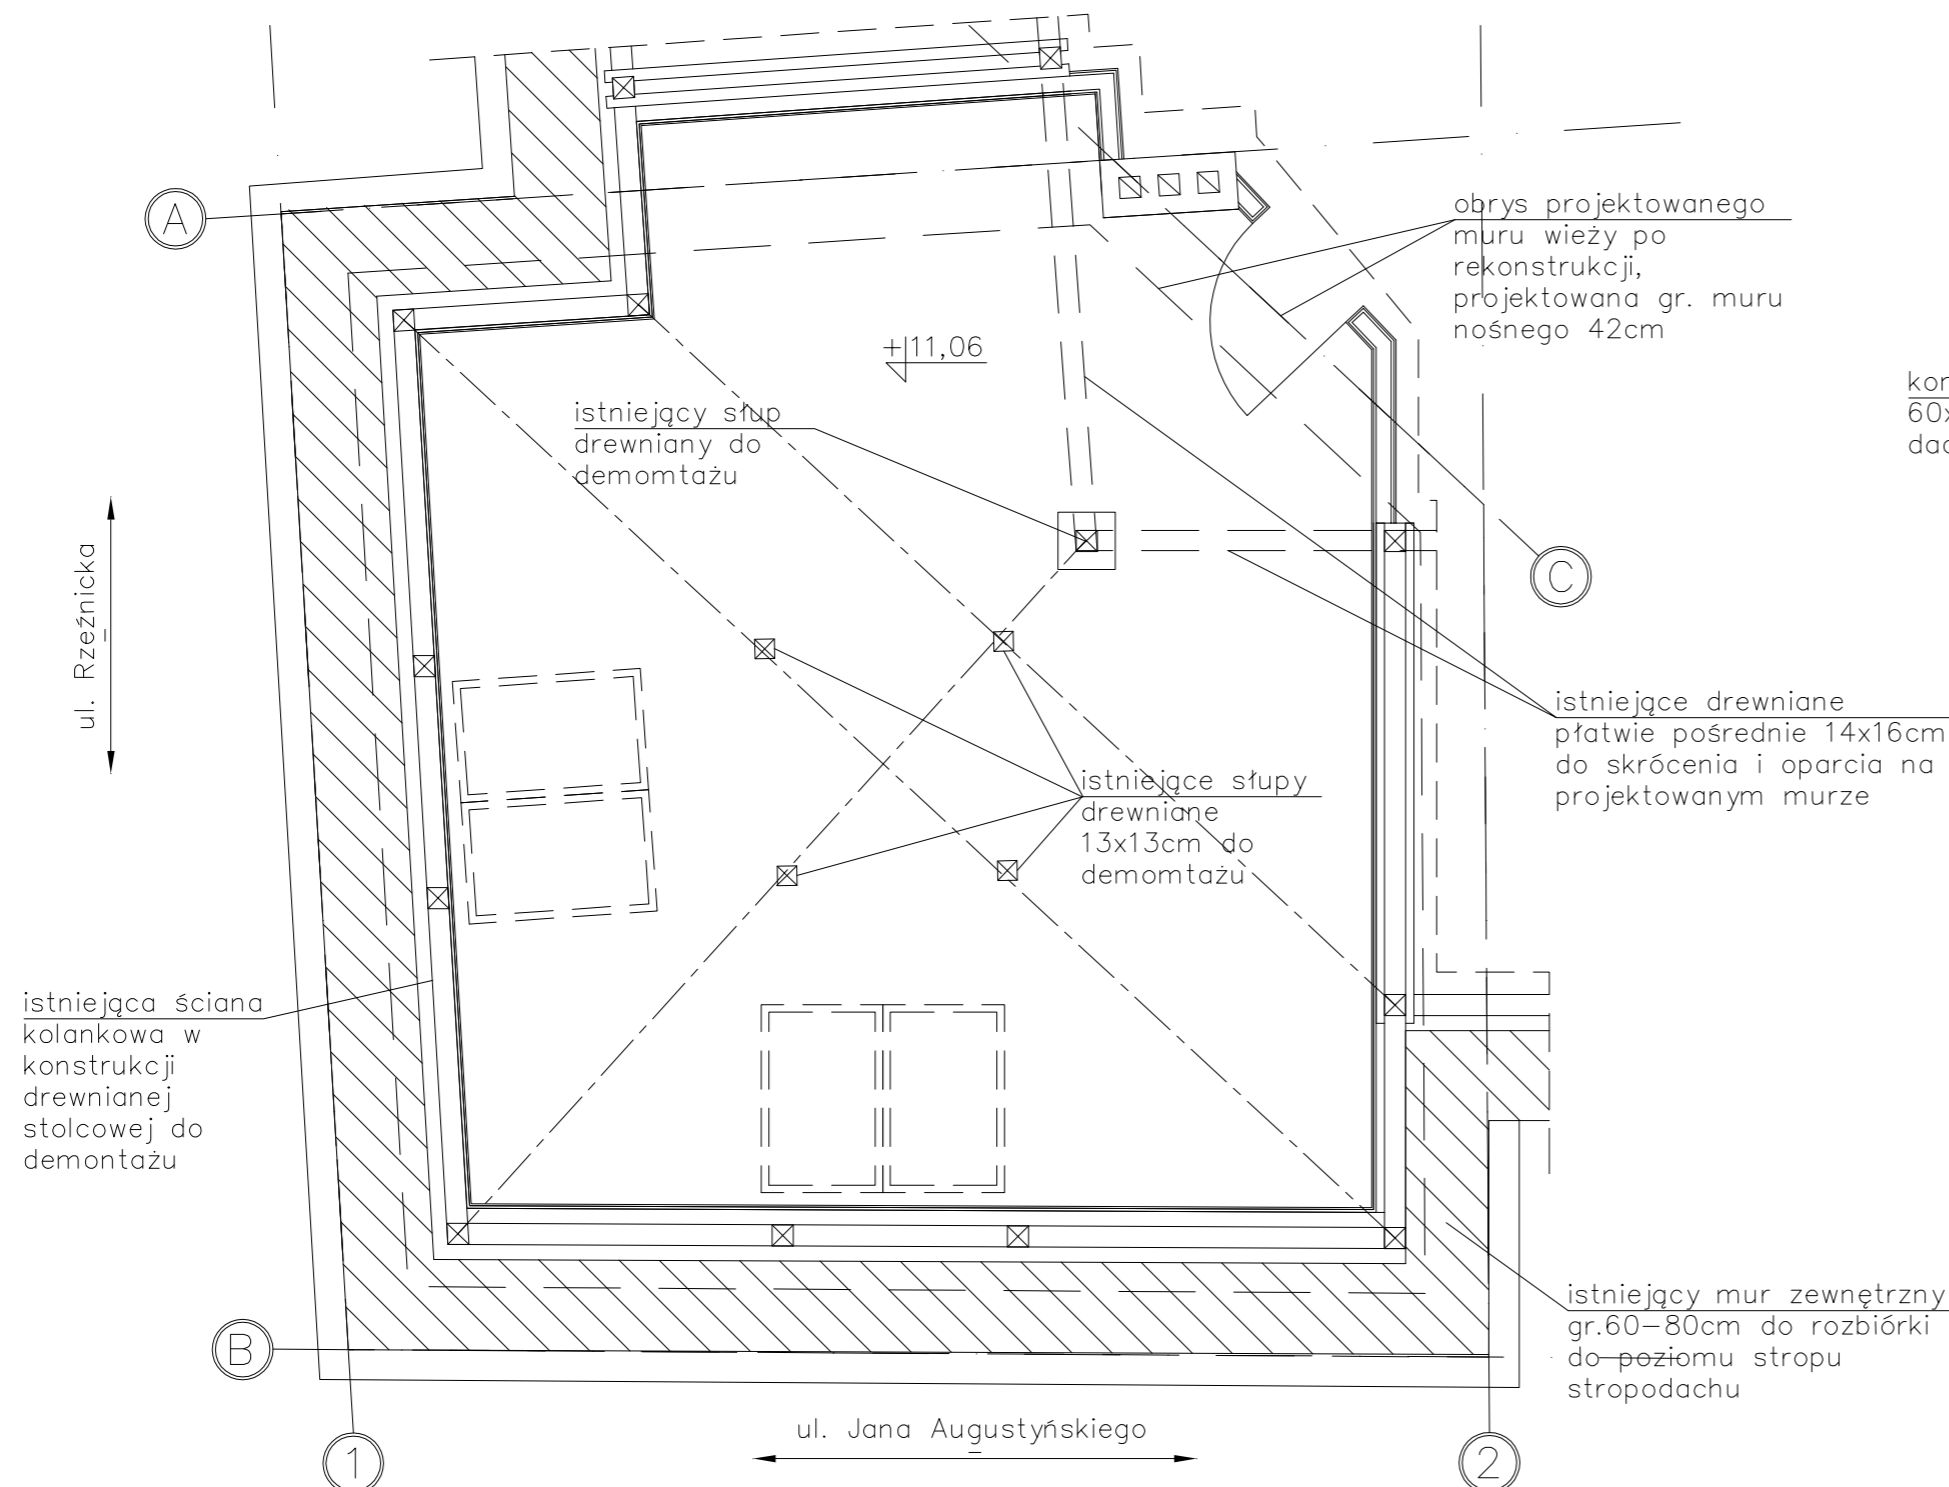 A
obrys projektowanego
muru wieży po
rekonstrukcji,
projektowana gr. muru
nośnego 42cm
+11,06
60x
istniejący słup
drewniany do
demomtażu
C
ul. Rzeźnicka
istniejące drewniane
płatwie pośrednie 14x16cm
do skrócenia i oparcia na
projektowanym murze
istniejące słupy
drewniane
13x13cm do
demomtażu
istniejąca ściana
kolankowa w
konstrukcji
drewnianej
stolcowej do
demontażu
istniejący mur zewnętrzny
gr.60–80cm do rozbiórki
do poziomu stropu
stropodachu
B
ul. Jana Augustyńskiego
1
2